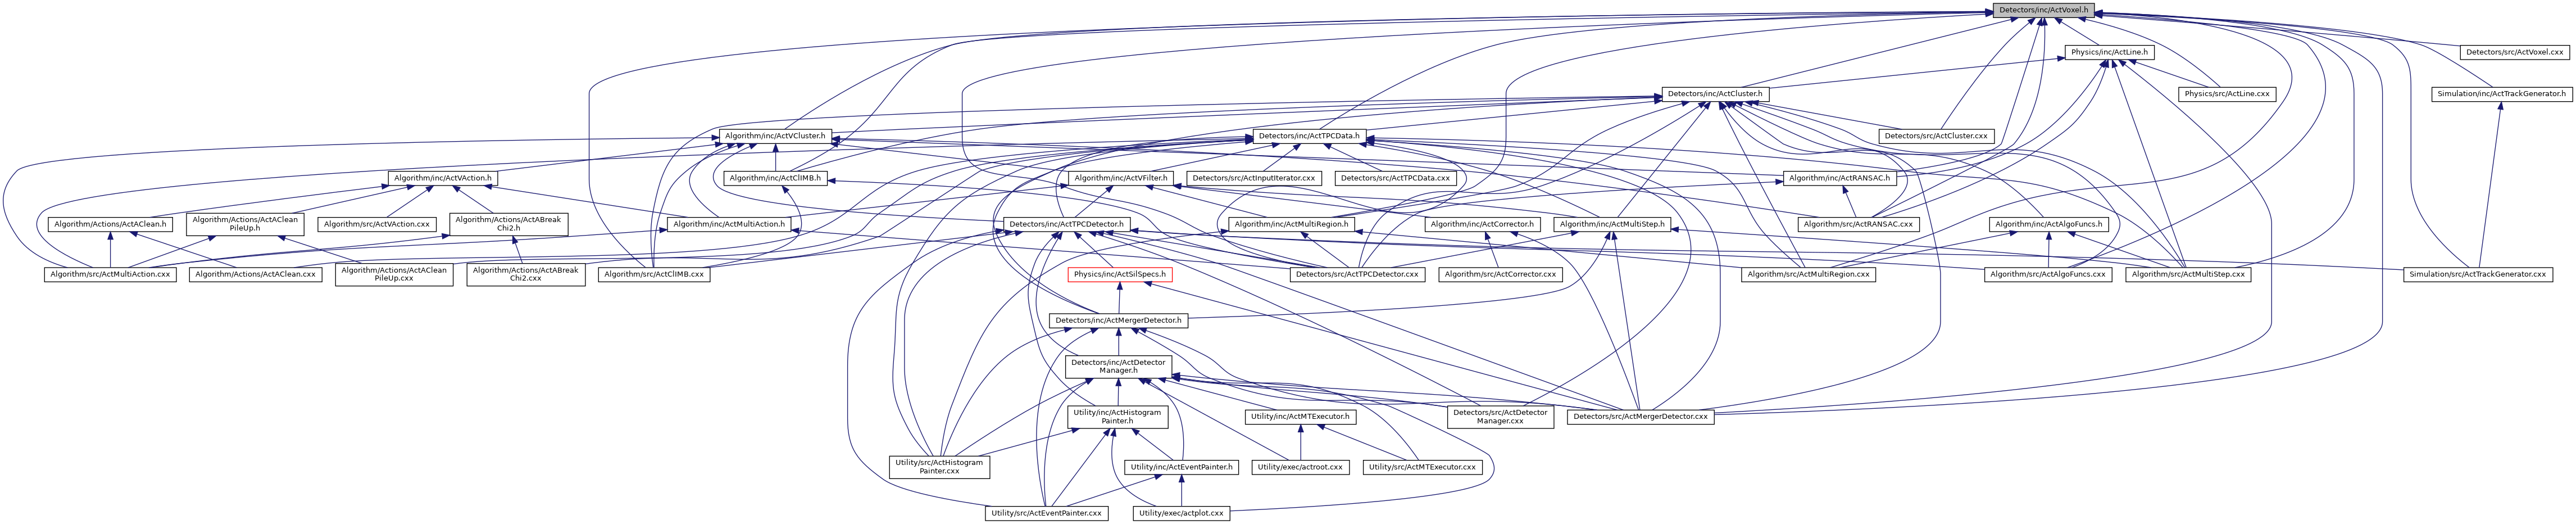 Detectors/inc/ActVoxel.h
Physics/inc/ActLine.h
Detectors/src/ActVoxel.cxx
Detectors/inc/ActCluster.h
Physics/src/ActLine.cxx
Simulation/inc/ActTrackGenerator.h
Algorithm/inc/ActVCluster.h
Detectors/inc/ActTPCData.h
Detectors/src/ActCluster.cxx
Algorithm/inc/ActVAction.h
Algorithm/inc/ActClIMB.h
Algorithm/inc/ActVFilter.h
Detectors/src/ActInputIterator.cxx
Detectors/src/ActTPCData.cxx
Algorithm/inc/ActRANSAC.h
Algorithm/Actions/ActAClean.h
Algorithm/Actions/ActAClean
PileUp.h
Algorithm/src/ActVAction.cxx
Algorithm/Actions/ActABreak
Chi2.h
Algorithm/inc/ActMultiAction.h
Detectors/inc/ActTPCDetector.h
Algorithm/inc/ActMultiRegion.h
Algorithm/inc/ActCorrector.h
Algorithm/inc/ActMultiStep.h
Algorithm/src/ActRANSAC.cxx
Algorithm/inc/ActAlgoFuncs.h
Algorithm/src/ActMultiAction.cxx
Algorithm/Actions/ActAClean.cxx
Algorithm/Actions/ActAClean
PileUp.cxx
Algorithm/Actions/ActABreak
Chi2.cxx
Algorithm/src/ActClIMB.cxx
Physics/inc/ActSilSpecs.h
Detectors/src/ActTPCDetector.cxx
Algorithm/src/ActCorrector.cxx
Algorithm/src/ActMultiRegion.cxx
Algorithm/src/ActAlgoFuncs.cxx
Algorithm/src/ActMultiStep.cxx
Simulation/src/ActTrackGenerator.cxx
Detectors/inc/ActMergerDetector.h
Detectors/inc/ActDetector
Manager.h
Utility/inc/ActHistogram
Painter.h
Utility/inc/ActMTExecutor.h
Detectors/src/ActDetector
Manager.cxx
Detectors/src/ActMergerDetector.cxx
Utility/src/ActHistogram
Painter.cxx
Utility/inc/ActEventPainter.h
Utility/exec/actroot.cxx
Utility/src/ActMTExecutor.cxx
Utility/src/ActEventPainter.cxx
Utility/exec/actplot.cxx